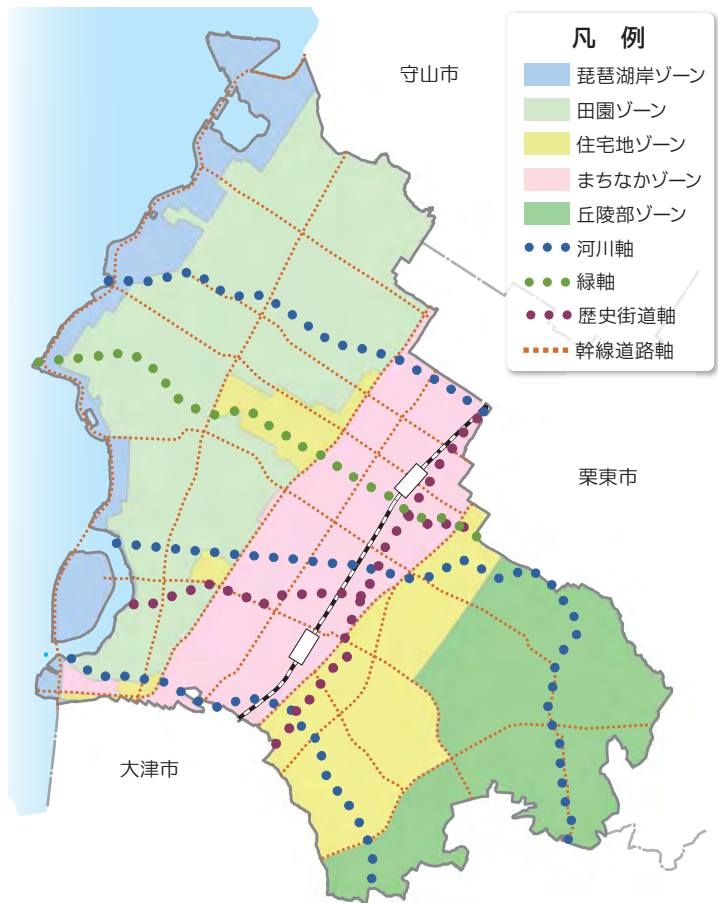 凡 例
琵琶湖岸ゾーン
田園ゾーン
住宅地ゾーン
まちなかゾーン
丘陵部ゾーン
河川軸
緑軸
歴史街道軸
幹線道路軸
守山市
栗東市
大津市